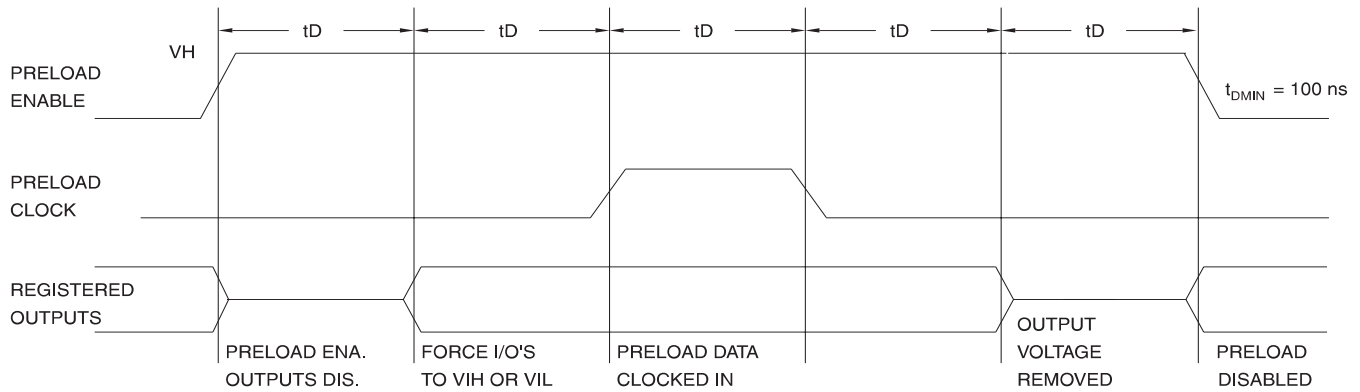 tD tD tD tD tD
VH
PRELOAD
ENABLE
t_DMIN = 100 ns
PRELOAD
CLOCK
REGISTERED
OUTPUTS
PRELOAD ENA.
OUTPUTS DIS.
FORCE I/O'S
TO VIH OR VIL
PRELOAD DATA
CLOCKED IN
OUTPUT
VOLTAGE
REMOVED
PRELOAD
DISABLED